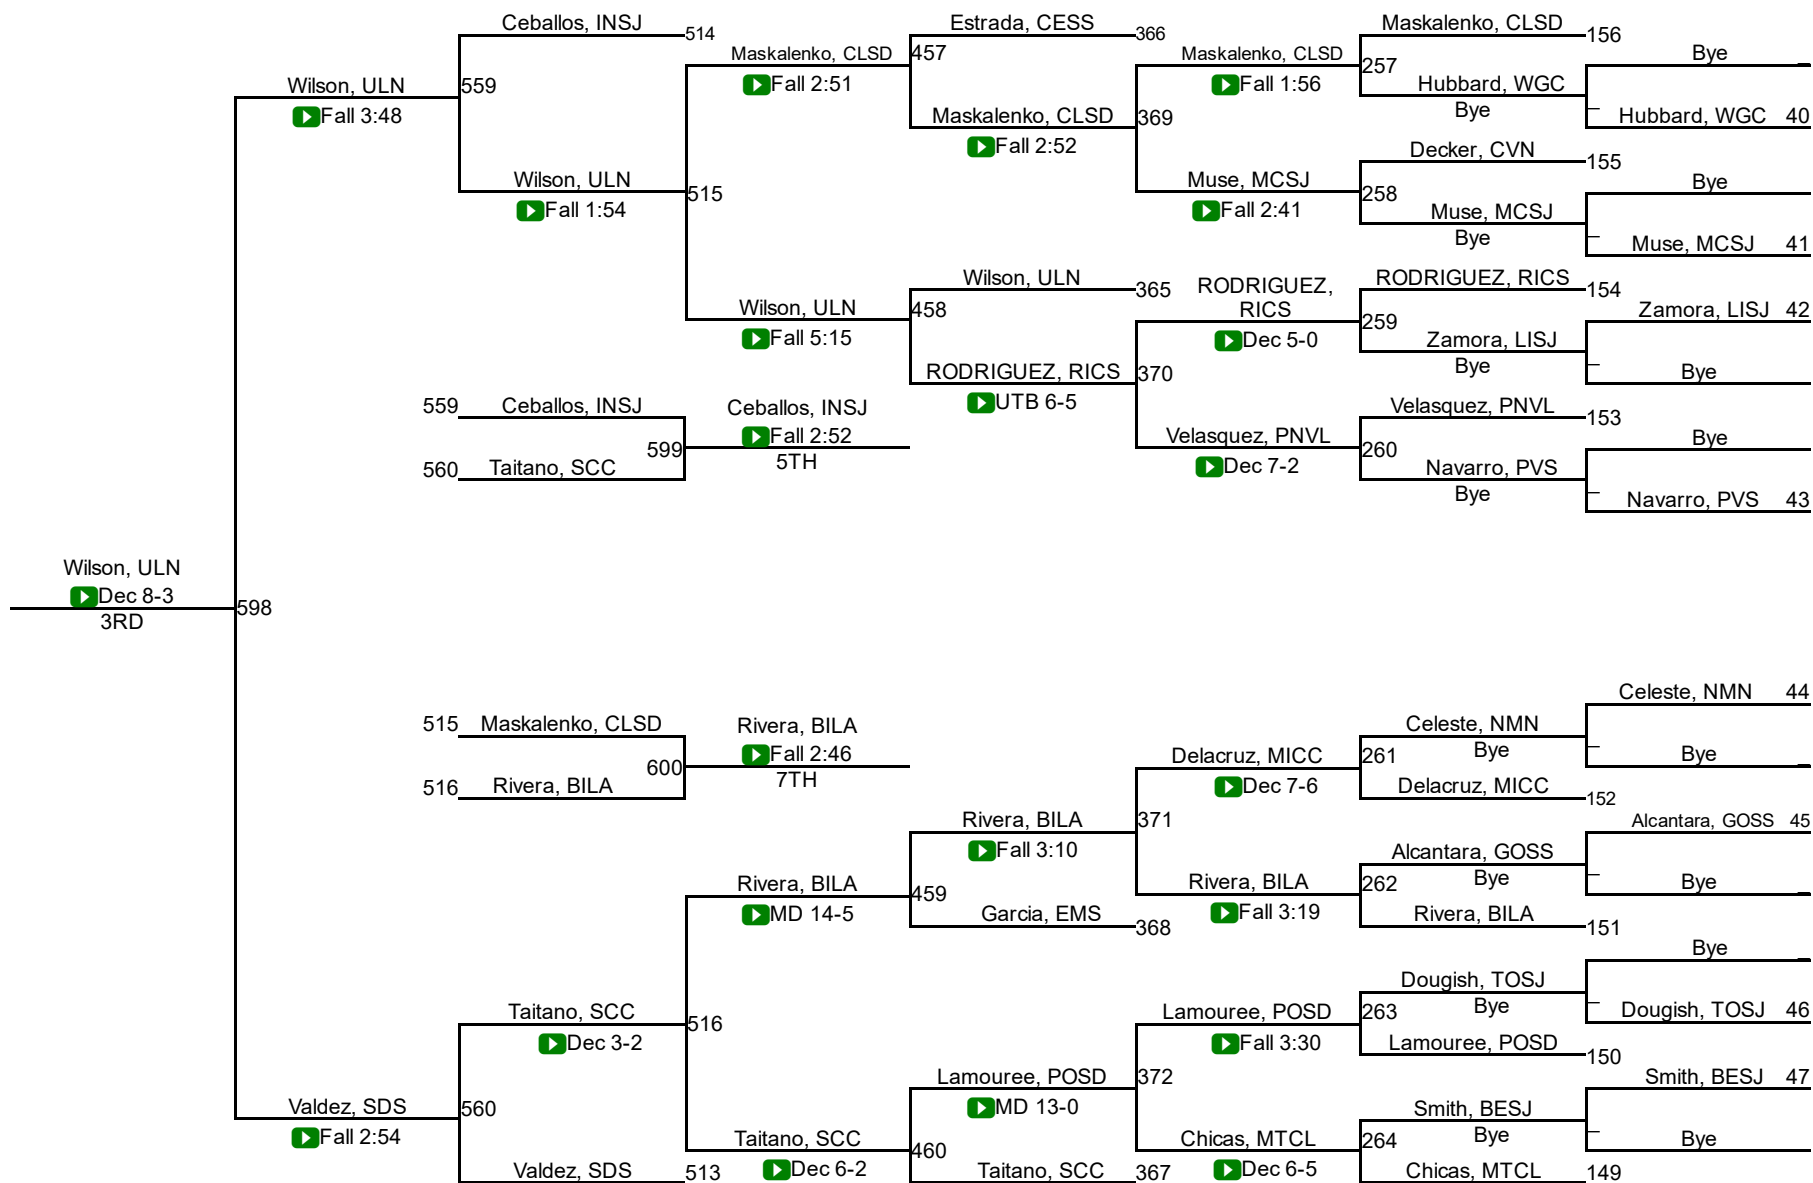 Ceballos, INSJ
514
Wilson, ULN
Fall 3:48
559
Wilson, ULN
Fall 1:54
Maskalenko, CLSD
Fall 2:51
515
Wilson, ULN
Fall 5:15
Estrada, CESS
366
457
Maskalenko, CLSD
Fall 2:52
Wilson, ULN
365
458
RODRIGUEZ, RICS
UTB 6-5
Maskalenko, CLSD
Fall 1:56
369
Muse, MCSJ
Fall 2:41
RODRIGUEZ,
RICS
Dec 5-0
370
Velasquez, PNVL
Dec 7-2
Maskalenko, CLSD
156
257
Hubbard, WGC
Bye
Decker, CVN
155
258
Muse, MCSJ
Bye
RODRIGUEZ, RICS
154
259
Zamora, LISJ
Bye
Velasquez, PNVL
153
260
Navarro, PVS
Bye
Bye
Hubbard, WGC 40
Bye
Muse, MCSJ 41
Zamora, LISJ 42
Bye
Bye
Navarro, PVS 43
559 Ceballos, INSJ
560 Taitano, SCC
599
Ceballos, INSJ
Fall 2:52
5TH
Wilson, ULN
Dec 8-3
3RD
598
515 Maskalenko, CLSD
516 Rivera, BILA
600
Rivera, BILA
Fall 2:46
7TH
Valdez, SDS
Fall 2:54
560
Taitano, SCC
Dec 3-2
Valdez, SDS
513
516
Rivera, BILA
MD 14-5
Taitano, SCC
Dec 6-2
459
Rivera, BILA
Fall 3:10
Garcia, EMS
368
460
Lamouree, POSD
MD 13-0
Taitano, SCC
367
371
Delacruz, MICC
Dec 7-6
Rivera, BILA
Fall 3:19
372
Lamouree, POSD
Fall 3:30
Chicas, MTCL
Dec 6-5
261
Celeste, NMN
Bye
Delacruz, MICC
152
262
Alcantara, GOSS
Bye
Rivera, BILA
151
263
Dougish, TOSJ
Bye
Lamouree, POSD
150
264
Smith, BESJ
Bye
Chicas, MTCL
149
Celeste, NMN 44
Bye
Alcantara, GOSS 45
Bye
Bye
Dougish, TOSJ 46
Smith, BESJ 47
Bye